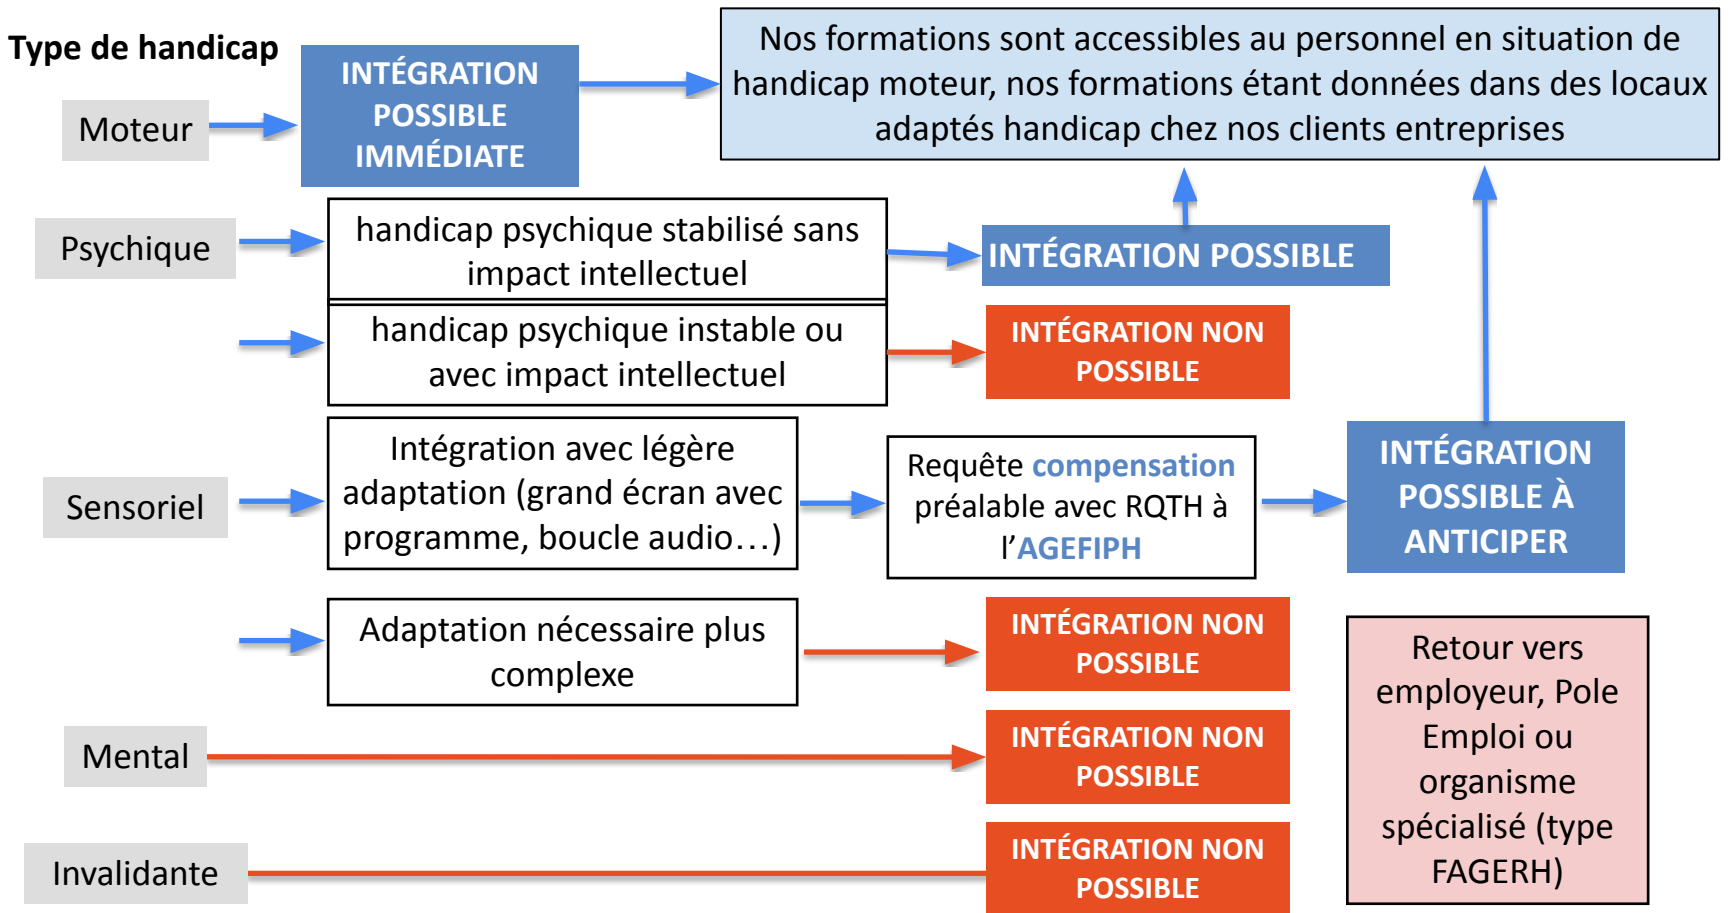 Type de handicap
Moteur
INTÉGRATION
POSSIBLE
IMMÉDIATE
Nos formations sont accessibles au personnel en situation de
handicap moteur, nos formations étant données dans des locaux
adaptés handicap chez nos clients entreprises
Psychique
handicap psychique stabilisé sans
impact intellectuel
INTÉGRATION POSSIBLE
handicap psychique instable ou
avec impact intellectuel
INTÉGRATION NON
POSSIBLE
Sensoriel
Intégration avec légère
adaptation (grand écran avec
programme, boucle audio…)
Requête compensation
préalable avec RQTH à
l’AGEFIPH
INTÉGRATION
POSSIBLE À
ANTICIPER
Adaptation nécessaire plus
complexe
INTÉGRATION NON
POSSIBLE
Mental
INTÉGRATION NON
POSSIBLE
Invalidante
INTÉGRATION NON
POSSIBLE
Retour vers
employeur, Pole
Emploi ou
organisme
spécialisé (type
FAGERH)